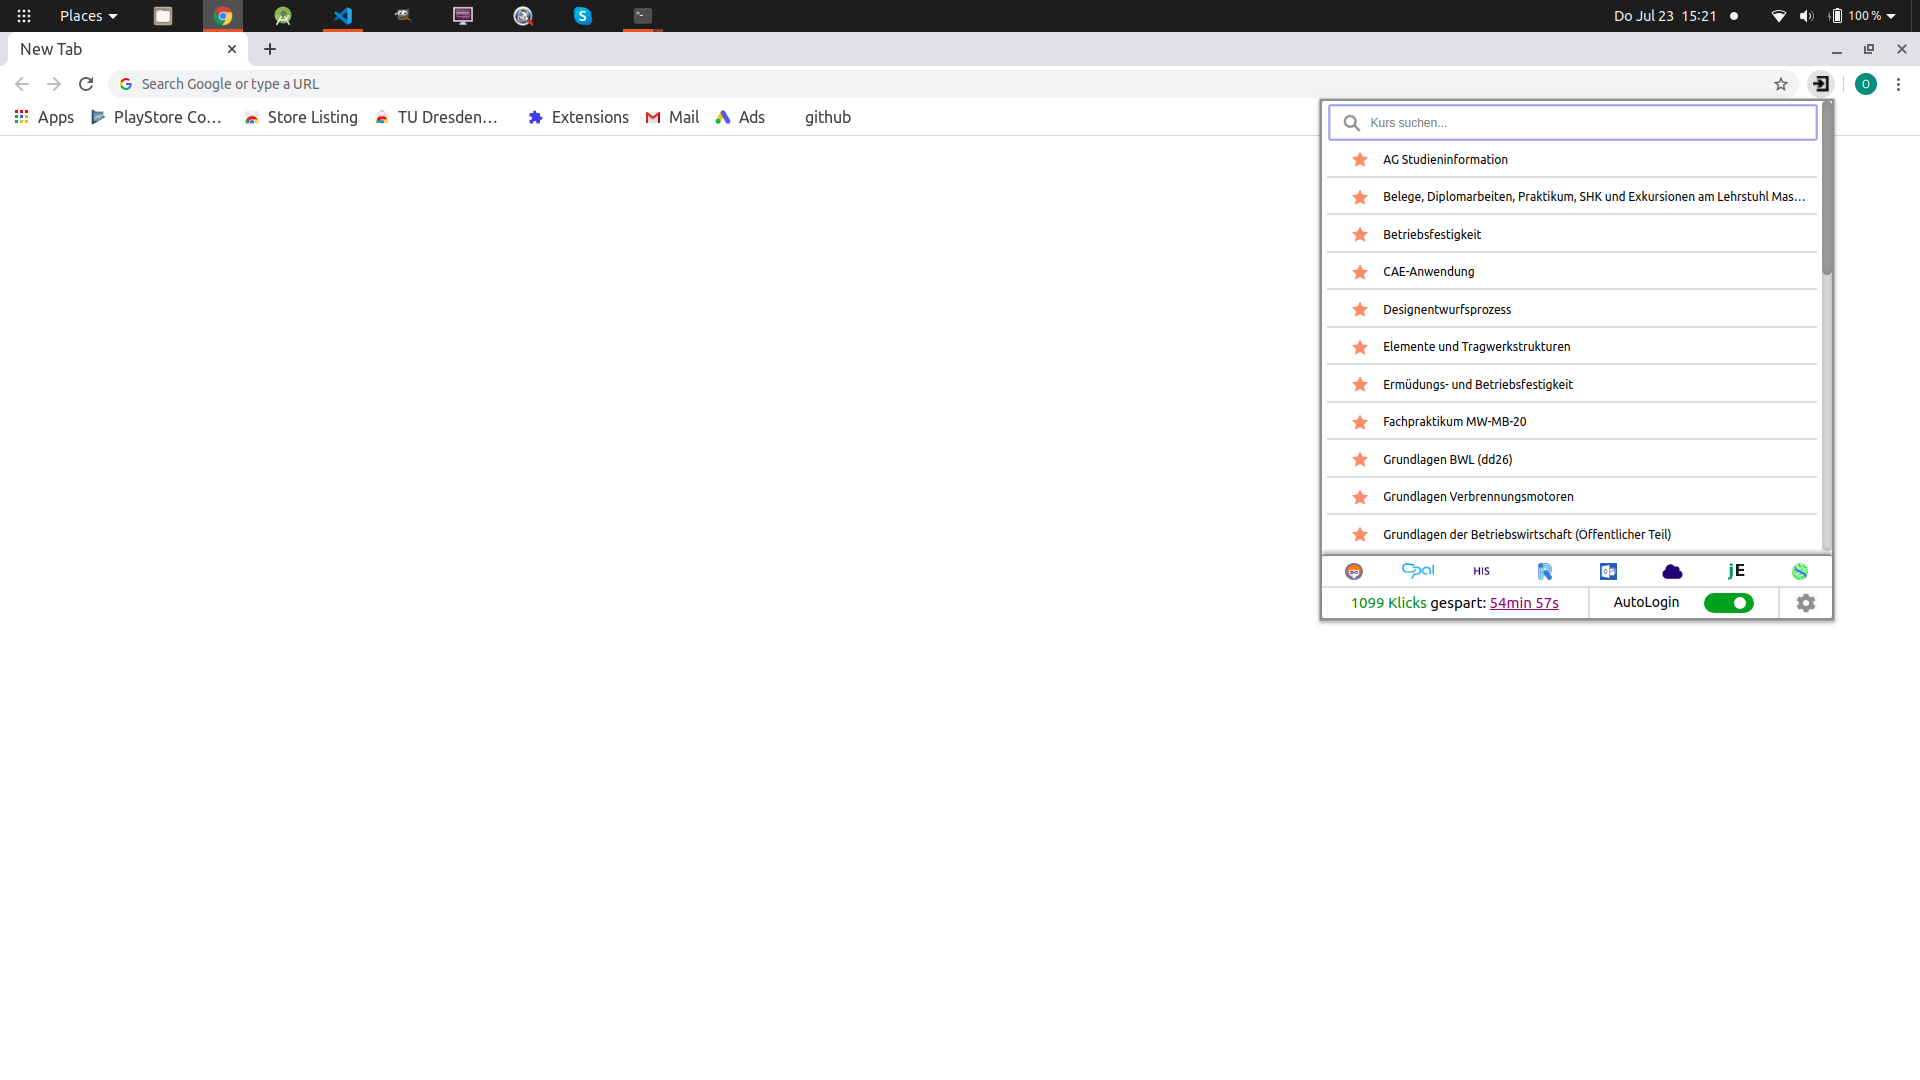 Places
Do Jul 23 15:21
100 %
New Tab
Search Google or type a URL
O
Apps
PlayStore Co…
Store Listing
TU Dresden…
Extensions
Mail
Ads
github
Kurs suchen...
AG Studieninformation
Belege, Diplomarbeiten, Praktikum, SHK und Exkursionen am Lehrstuhl Mas…
Betriebsfestigkeit
CAE-Anwendung
Designentwurfsprozess
Elemente und Tragwerkstrukturen
Ermüdungs- und Betriebsfestigkeit
Fachpraktikum MW-MB-20
Grundlagen BWL (dd26)
Grundlagen Verbrennungsmotoren
Grundlagen der Betriebswirtschaft (Öffentlicher Teil)
Opal
HIS
jE
1099 Klicks gespart: 54min 57s
AutoLogin